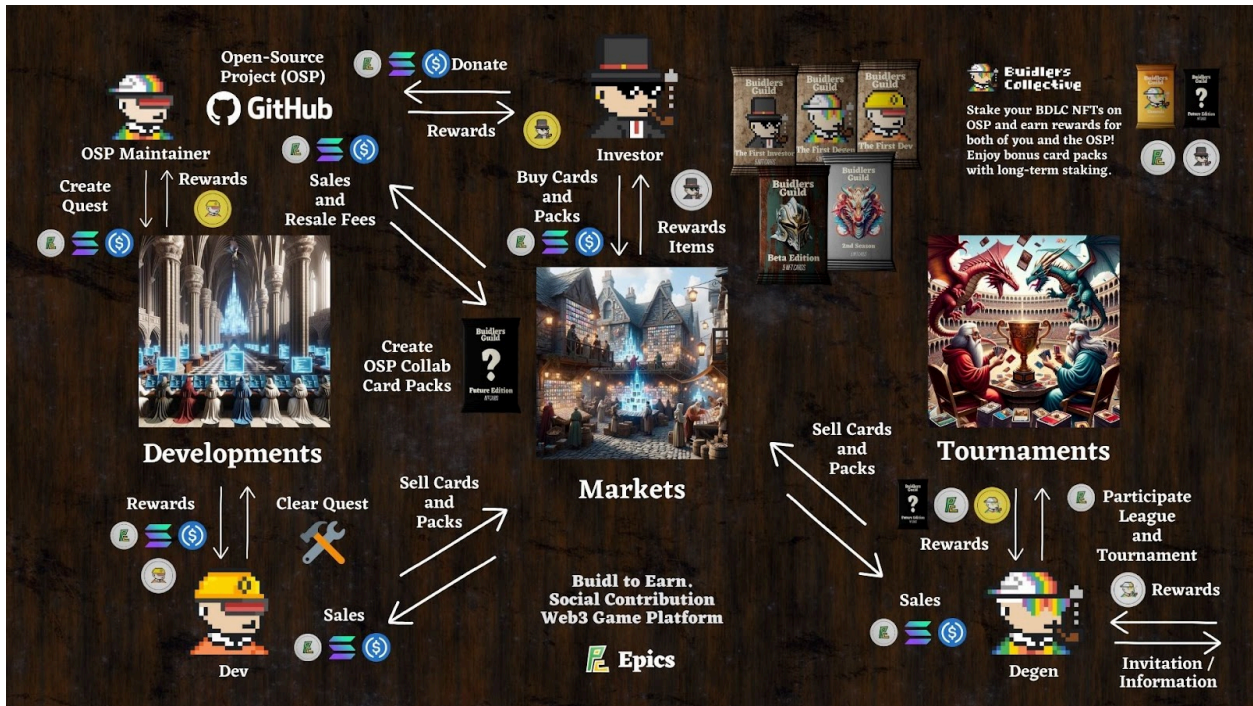 Open-Source
Project (OSP)
GitHub
OSP Maintainer
Donate
Rewards
Investor
Create
Quest
Rewards
Sales
and
Resale Fees
Buy Cards
and
Packs
Rewards
Items
Buidlers
Guild
The First Investor
Buidlers
Guild
The First Degen
Buidlers
Guild
The First Dev
Buidlers
Guild
Beta Edition
5 NFT CARDS
Buidlers
Guild
2nd Season
Buidlers
Collective
Stake your BDLC NFTs on
OSP and earn rewards for
both of you and the OSP!
Enjoy bonus card packs
with long-term staking.
Create
OSP Collab
Card Packs
Buidlers
Guild
?
Future Edition
Developments
Markets
Tournaments
Rewards
Clear Quest
Sell Cards
and
Packs
Sales
Dev
Buidl to Earn.
Social Contribution
Web3 Game Platform
Epics
Sell Cards
and
Packs
Sales
Rewards
Participate
League
and
Tournament
Rewards
Invitation /
Information
Degen